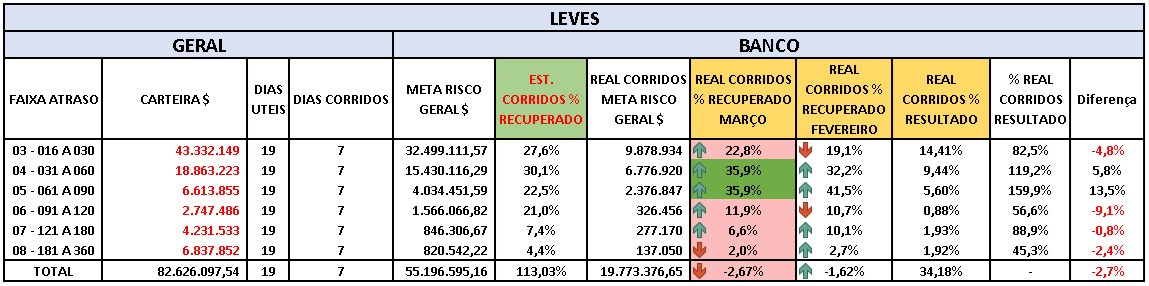 LEVES
GERAL BANCO
FAIXA ATRASO CARTEIRA $ DIAS UTEIS DIAS CORRIDOS META RISCO GERAL $ EST. CORRIDOS % RECUPERADO REAL CORRIDOS META RISCO GERAL $ REAL CORRIDOS % RECUPERADO MARÇO REAL CORRIDOS % RECUPERADO FEVEREIRO REAL CORRIDOS % RESULTADO % REAL CORRIDOS RESULTADO Diferença
03 - 016 A 030 43.332.149 19 7 32.499.111,57 27,6% 9.878.934 22,8% 19,1% 14,41% 82,5% -4,8%
04 - 031 A 060 18.863.223 19 7 15.430.116,29 30,1% 6.776.920 35,9% 32,2% 9,44% 119,2% 5,8%
05 - 061 A 090 6.613.855 19 7 4.034.451,59 22,5% 2.376.847 35,9% 41,5% 5,60% 159,9% 13,5%
06 - 091 A 120 2.747.486 19 7 1.566.066,82 21,0% 326.456 11,9% 10,7% 0,88% 56,6% -9,1%
07 - 121 A 180 4.231.533 19 7 846.306,67 7,4% 277.170 6,6% 10,1% 1,93% 88,9% -0,8%
08 - 181 A 360 6.837.852 19 7 820.542,22 4,4% 137.050 2,0% 2,7% 1,92% 45,3% -2,4%
TOTAL 82.626.097,54 19 7 55.196.595,16 113,03% 19.773.376,65 -2,67% -1,62% 34,18% - -2,7%